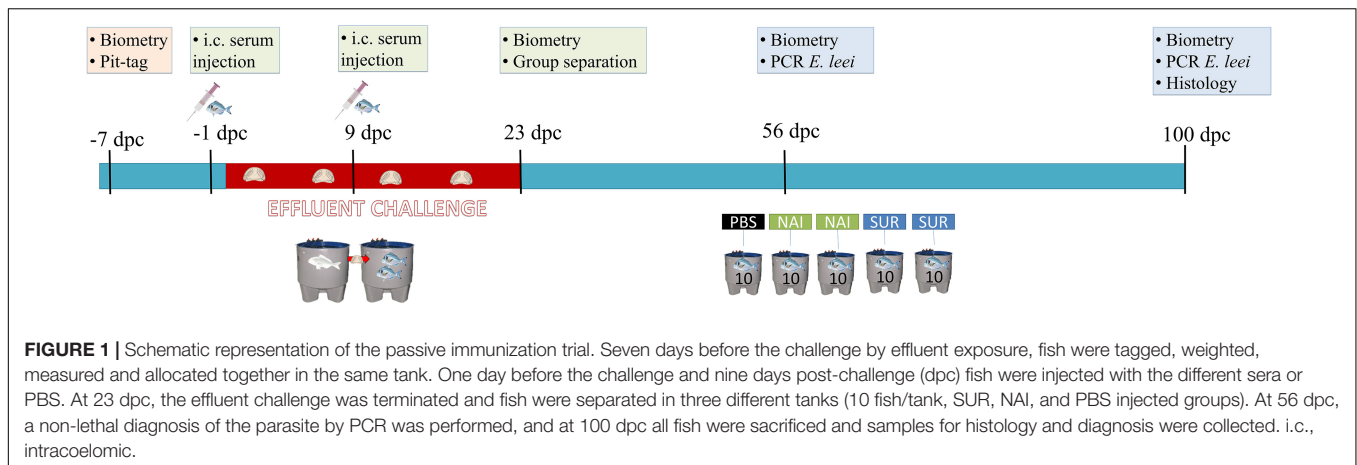 • Biometry
• Pit-tag
• i.c. serum
injection
• i.c. serum
injection
• Biometry
• Group separation
• Biometry
• PCR E. leei
• Biometry
• PCR E. leei
• Histology
-7 dpc
-1 dpc
9 dpc
23 dpc
56 dpc
100 dpc
EFFLUENT CHALLENGE
PBS NAI NAI SUR SUR
10 10 10 10 10
FIGURE 1 | Schematic representation of the passive immunization trial. Seven days before the challenge by effluent exposure, fish were tagged, weighted,
measured and allocated together in the same tank. One day before the challenge and nine days post-challenge (dpc) fish were injected with the different sera or
PBS. At 23 dpc, the effluent challenge was terminated and fish were separated in three different tanks (10 fish/tank, SUR, NAI, and PBS injected groups). At 56 dpc,
a non-lethal diagnosis of the parasite by PCR was performed, and at 100 dpc all fish were sacrificed and samples for histology and diagnosis were collected. i.c.,
intracoelomic.